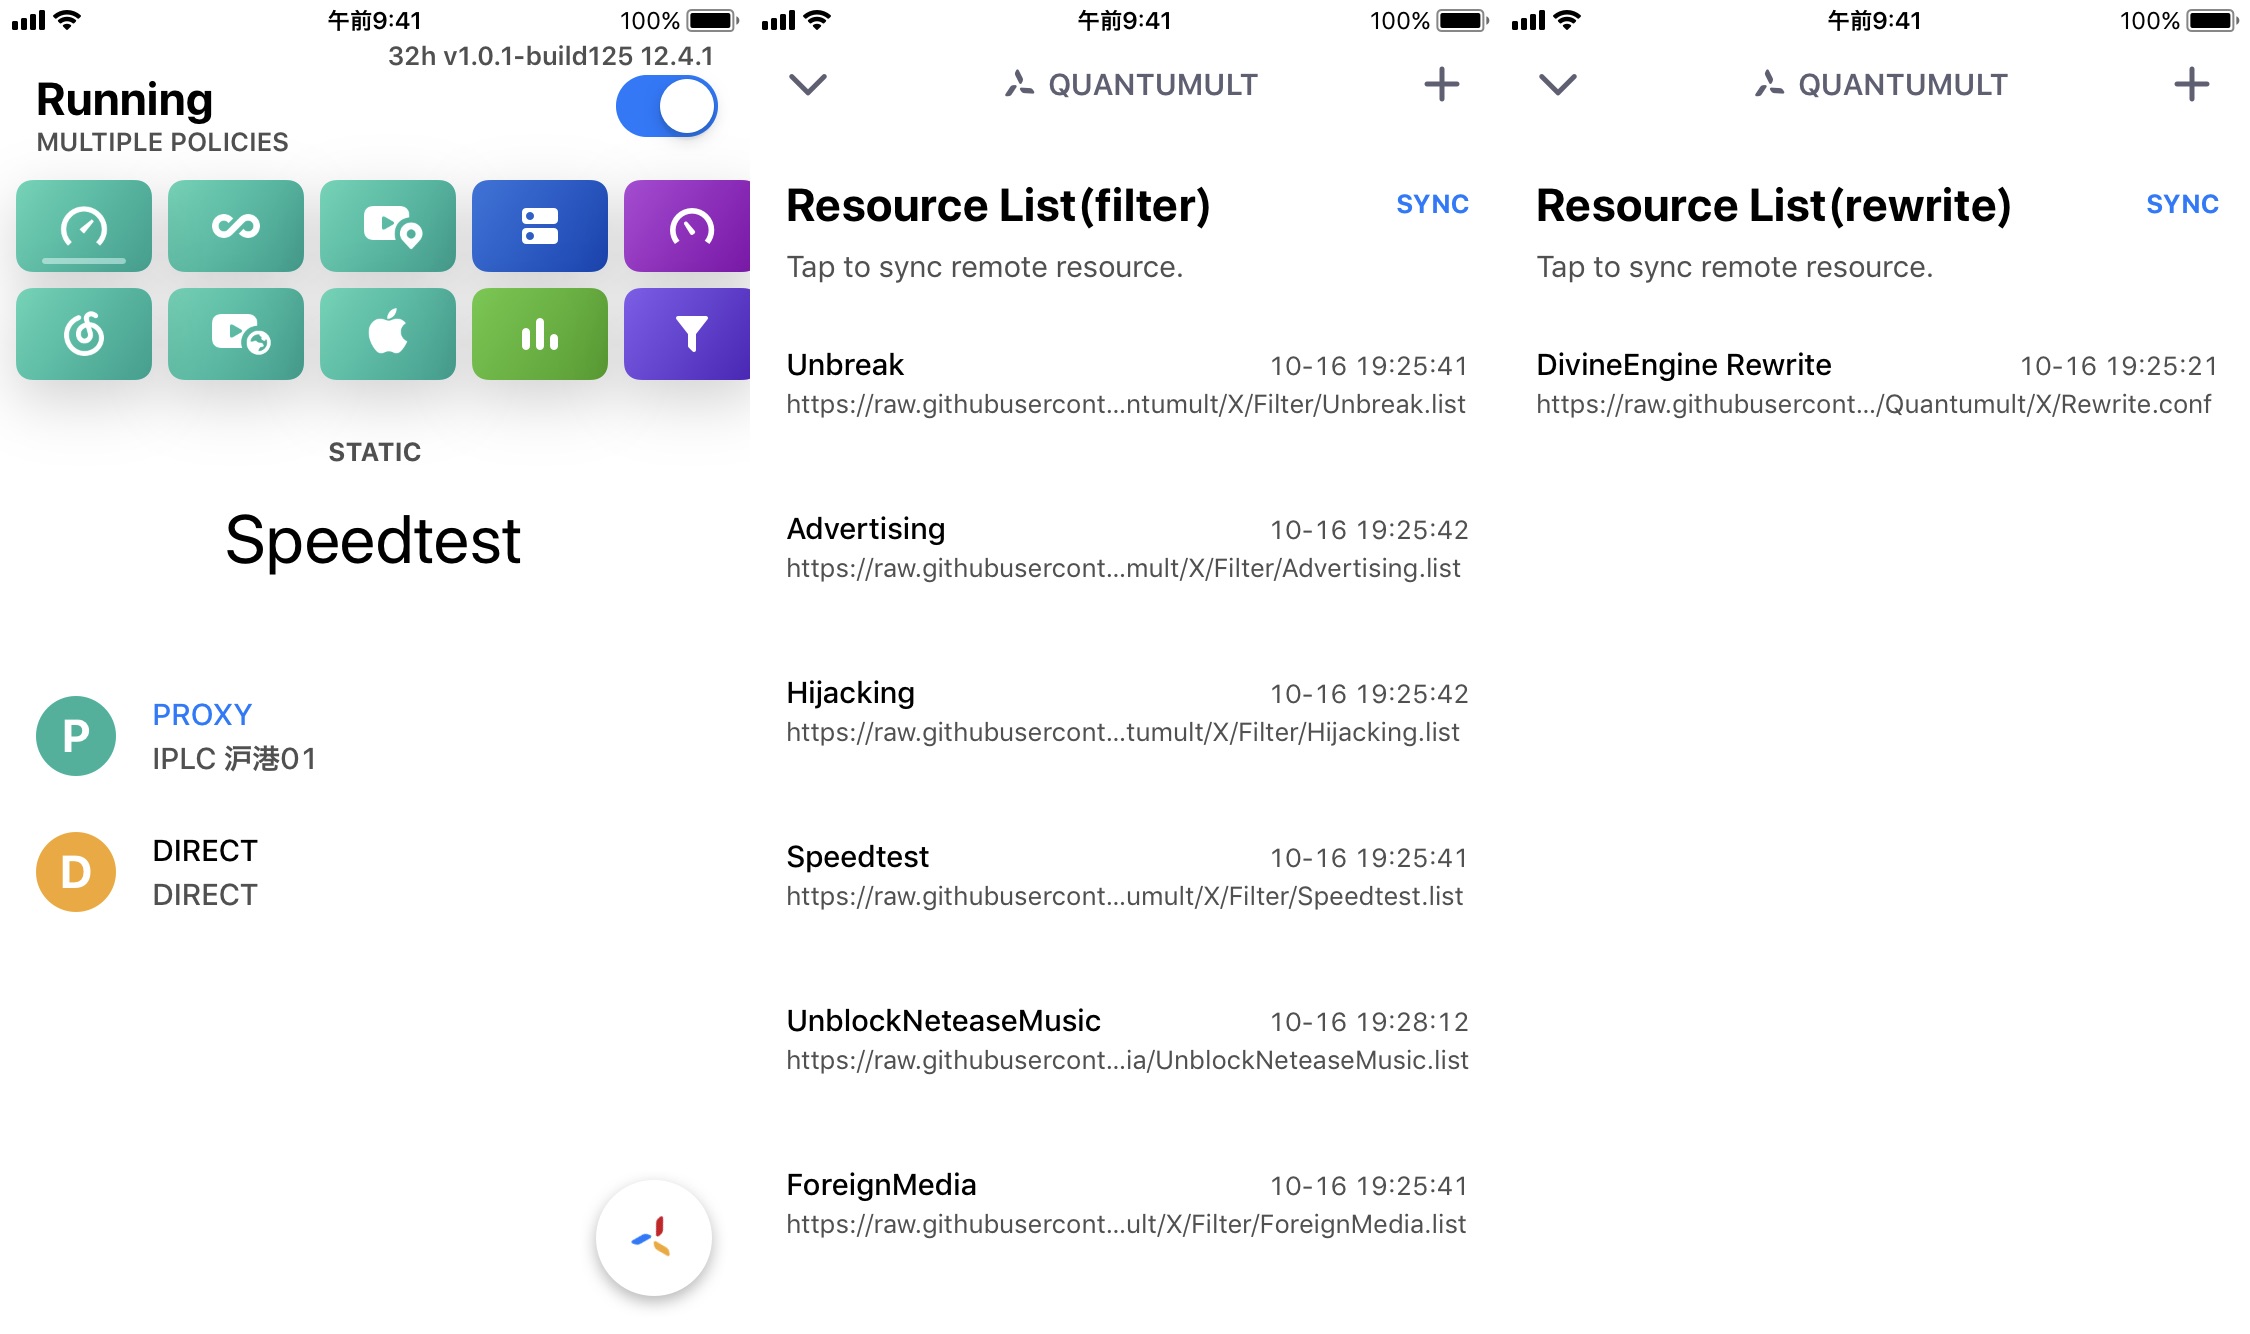 午前9:41
100%
32h v1.0.1-build125 12.4.1
Running
MULTIPLE POLICIES
STATIC
Speedtest
P
PROXY
IPLC 沪港01
D
DIRECT
DIRECT
午前9:41
100%
QUANTUMULT
Resource List(filter)
SYNC
Tap to sync remote resource.
Unbreak
10-16 19:25:41
https://raw.githubusercont...ntumult/X/Filter/Unbreak.list
Advertising
10-16 19:25:42
https://raw.githubusercont...mult/X/Filter/Advertising.list
Hijacking
10-16 19:25:42
https://raw.githubusercont...tumult/X/Filter/Hijacking.list
Speedtest
10-16 19:25:41
https://raw.githubusercont...umult/X/Filter/Speedtest.list
UnblockNeteaseMusic
10-16 19:28:12
https://raw.githubusercont...ia/UnblockNeteaseMusic.list
ForeignMedia
10-16 19:25:41
https://raw.githubusercont...ult/X/Filter/ForeignMedia.list
午前9:41
100%
QUANTUMULT
Resource List(rewrite)
SYNC
Tap to sync remote resource.
DivineEngine Rewrite
10-16 19:25:21
https://raw.githubusercont.../Quantumult/X/Rewrite.conf